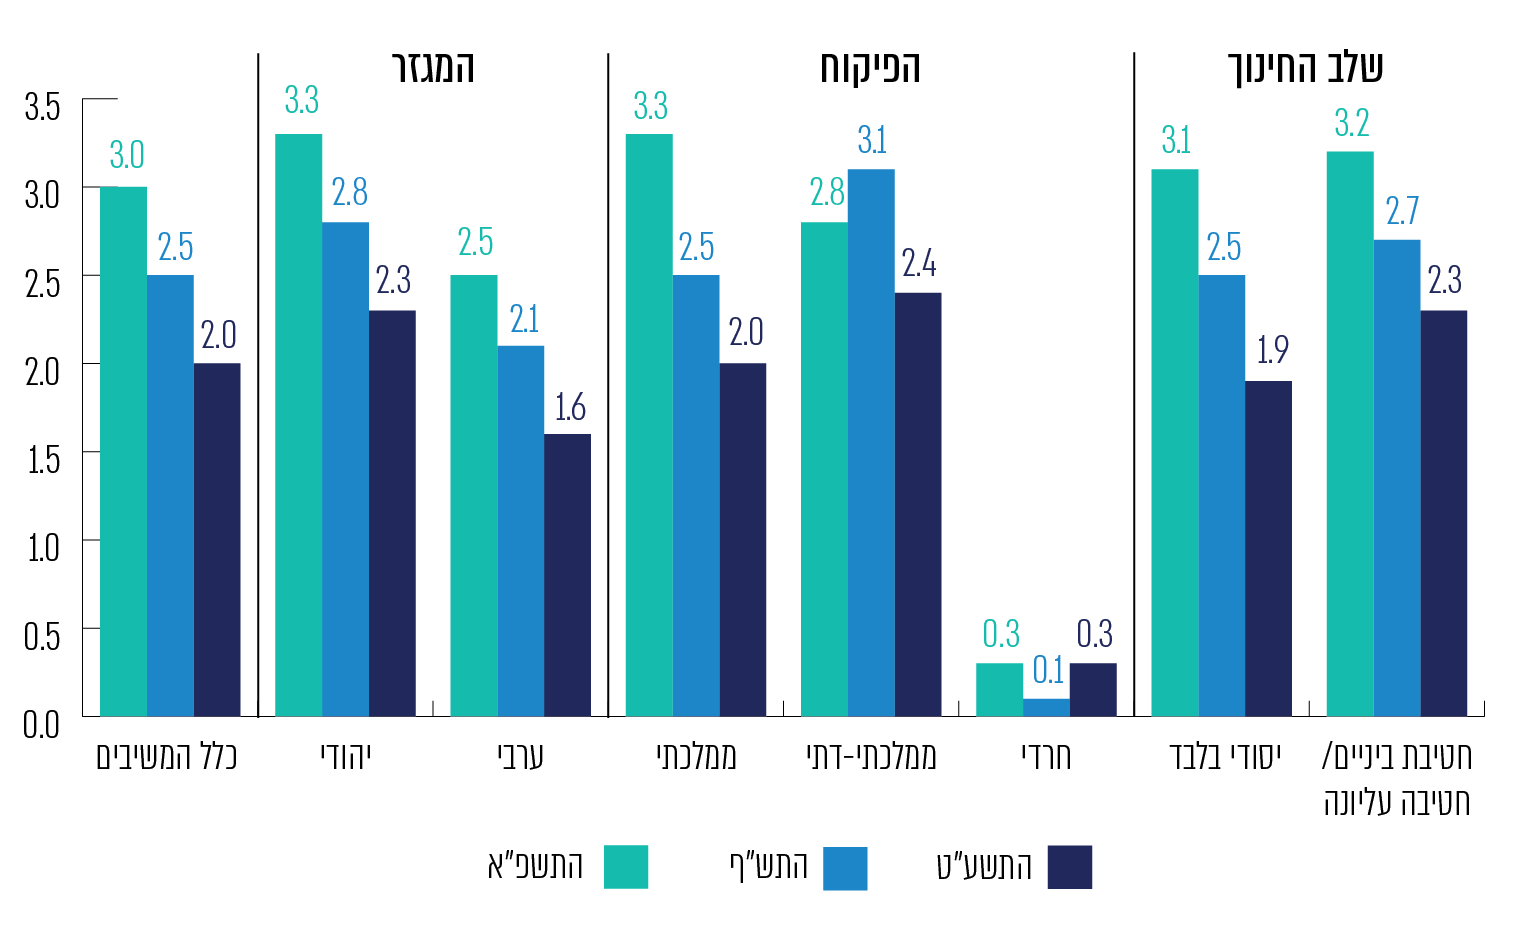 המגזר
הפיקוח
שלב החינוך
3.5
3.0
2.5
2.0
1.5
1.0
0.5
0.0
3.0
2.5
2.0
3.3
2.8
2.3
2.5
2.1
1.6
3.3
2.5
2.0
2.8
3.1
2.4
0.3
0.1
0.3
3.1
2.5
1.9
3.2
2.7
2.3
כלל המשיבים
יהודי
ערבי
ממלכתי
ממלכתי-דתי
חרדי
יסודי בלבד
חטיבת ביניים/
חטיבה עליונה
התשפ"א
התש"ף
התשע"ט